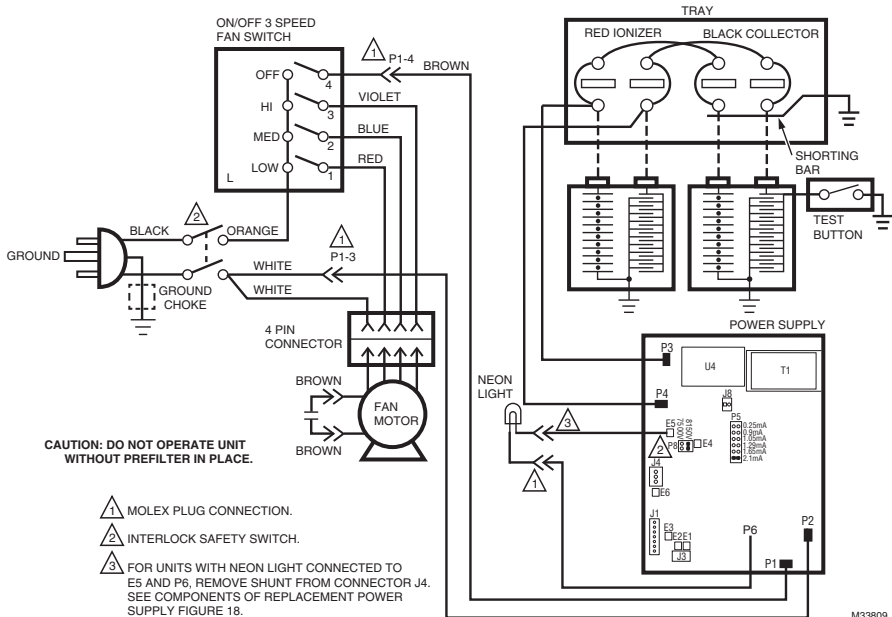 ON/OFF 3 SPEED
FAN SWITCH
OFF
HI
MED
LOW
L
4
3
2
1
1
P1-4
BROWN
VIOLET
BLUE
RED
TRAY
RED IONIZER
BLACK COLLECTOR
SHORTING
BAR
TEST
BUTTON
GROUND
BLACK
2
ORANGE
1
P1-3
WHITE
WHITE
GROUND
CHOKE
4 PIN
CONNECTOR
BROWN
BROWN
FAN
MOTOR
NEON
LIGHT
3
1
POWER SUPPLY
P3
P4
U4
T1
J8
P5
0.25mA
0.9mA
1.05mA
1.29mA
1.65mA
2.1mA
E5
8150V
7500V
P8
E4
2
J4
E6
J1
E3
E2
E1
J3
P6
P2
P1
CAUTION: DO NOT OPERATE UNIT
WITHOUT PREFILTER IN PLACE.
1 MOLEX PLUG CONNECTION.
2 INTERLOCK SAFETY SWITCH.
3 FOR UNITS WITH NEON LIGHT CONNECTED TO
E5 AND P6, REMOVE SHUNT FROM CONNECTOR J4.
SEE COMPONENTS OF REPLACEMENT POWER
SUPPLY FIGURE 18.
M33809